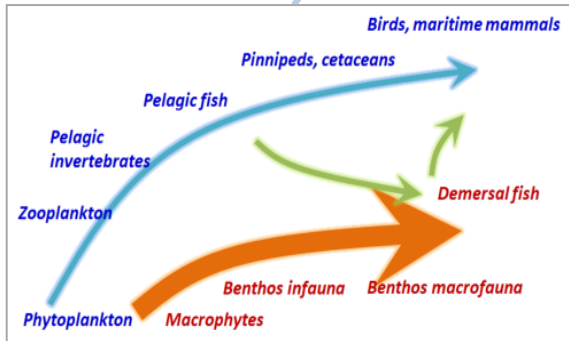 Birds, maritime mammals
Pinnipeds, cetaceans
Pelagic fish
Pelagic
invertebrates
Demersal fish
Zooplankton
Benthos infauna
Benthos macrofauna
Phytoplankton
Macrophytes